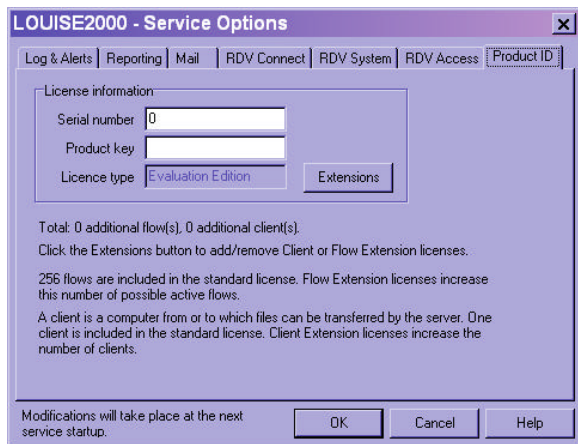 LOUISE2000 - Service Options
Log & Alerts Reporting Mail RDV Connect RDV System RDV Access Product ID
License information
Serial number 0
Product key
Licence type Evaluation Edition Extensions
Total: 0 additional flow(s), 0 additional client(s).
Click the Extensions button to add/remove Client or Flow Extension licenses.
256 flows are included in the standard license. Flow Extension licenses increase
this number of possible active flows.
A client is a computer from or to which files can be transferred by the server. One
client is included in the standard license. Client Extension licenses increase the
number of clients.
Modifications will take place at the next
service startup.
OK Cancel Help